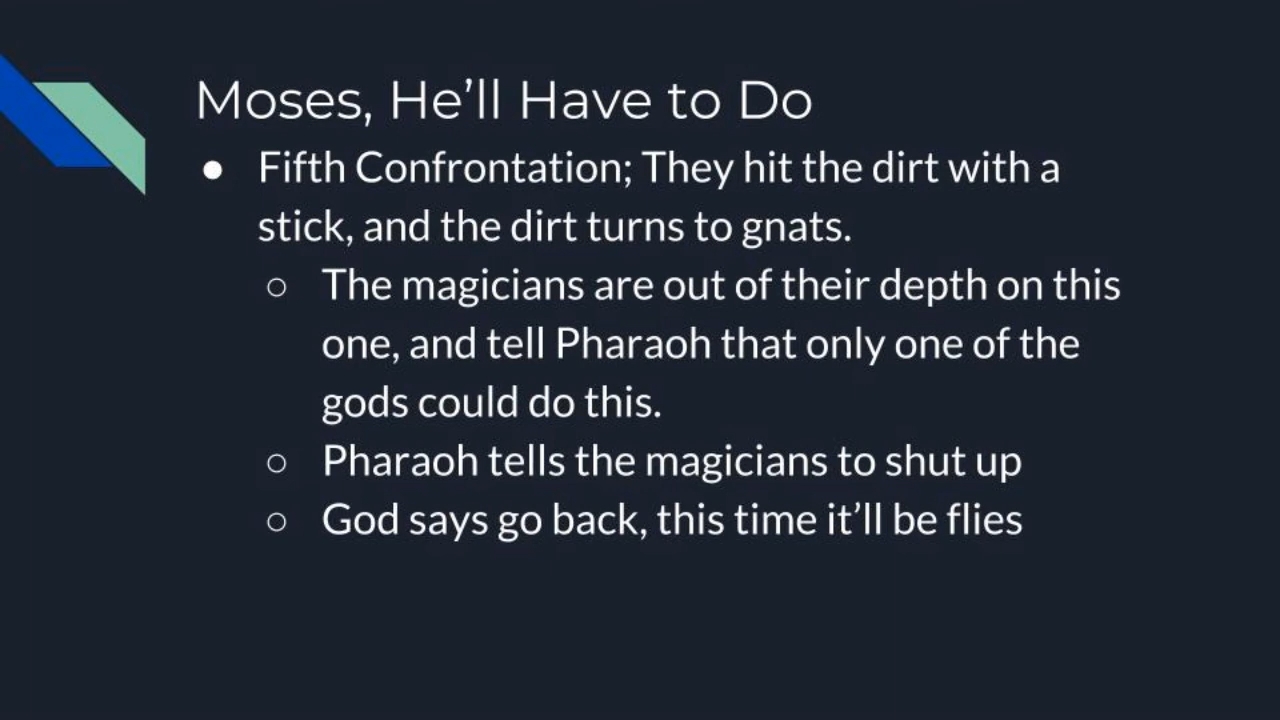 Moses, He’ll Have to Do
● Fifth Confrontation; They hit the dirt with a
stick, and the dirt turns to gnats.
○ The magicians are out of their depth on this
one, and tell Pharaoh that only one of the
gods could do this.
○ Pharaoh tells the magicians to shut up
○ God says go back, this time it’ll be flies